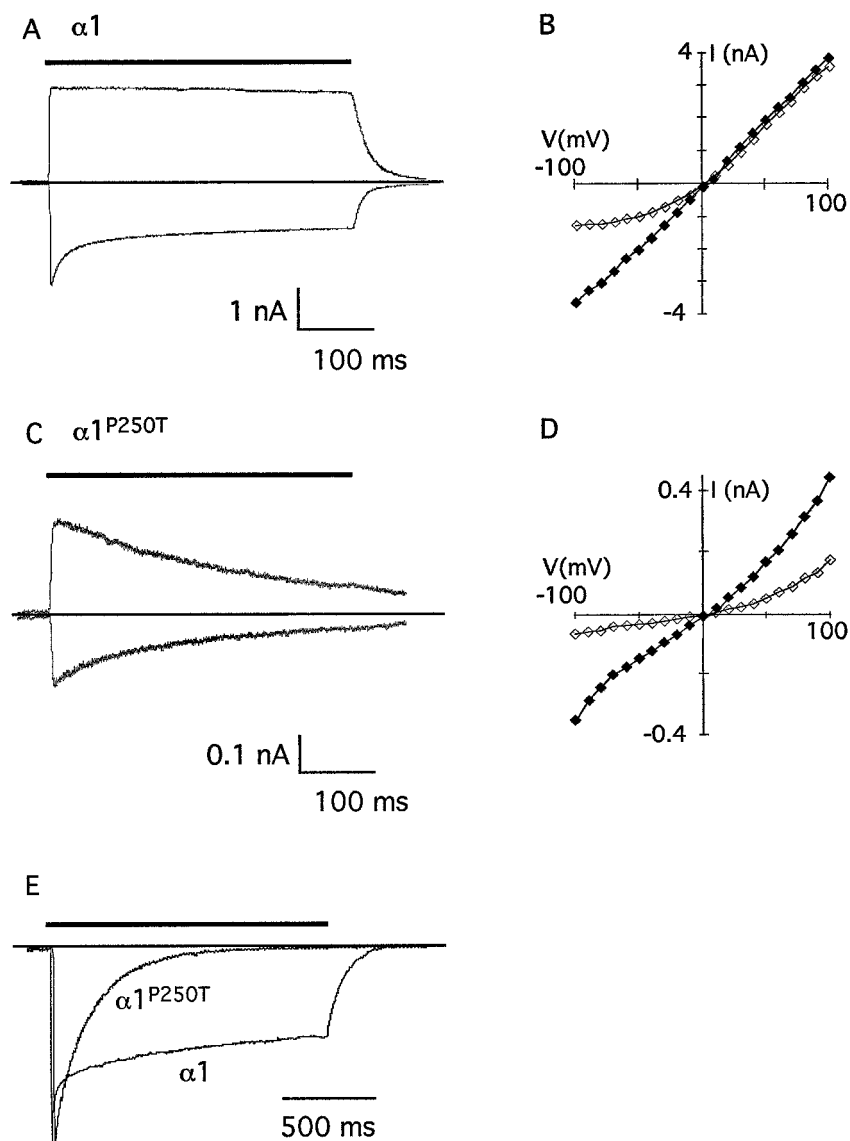 A α1
B
4 I (nA)
V(mV)
-100
100
-4
1 nA
100 ms
C α1P250T
D
0.4 I (nA)
V(mV)
-100
100
-0.4
0.1 nA
100 ms
E
α1P250T
α1
500 ms